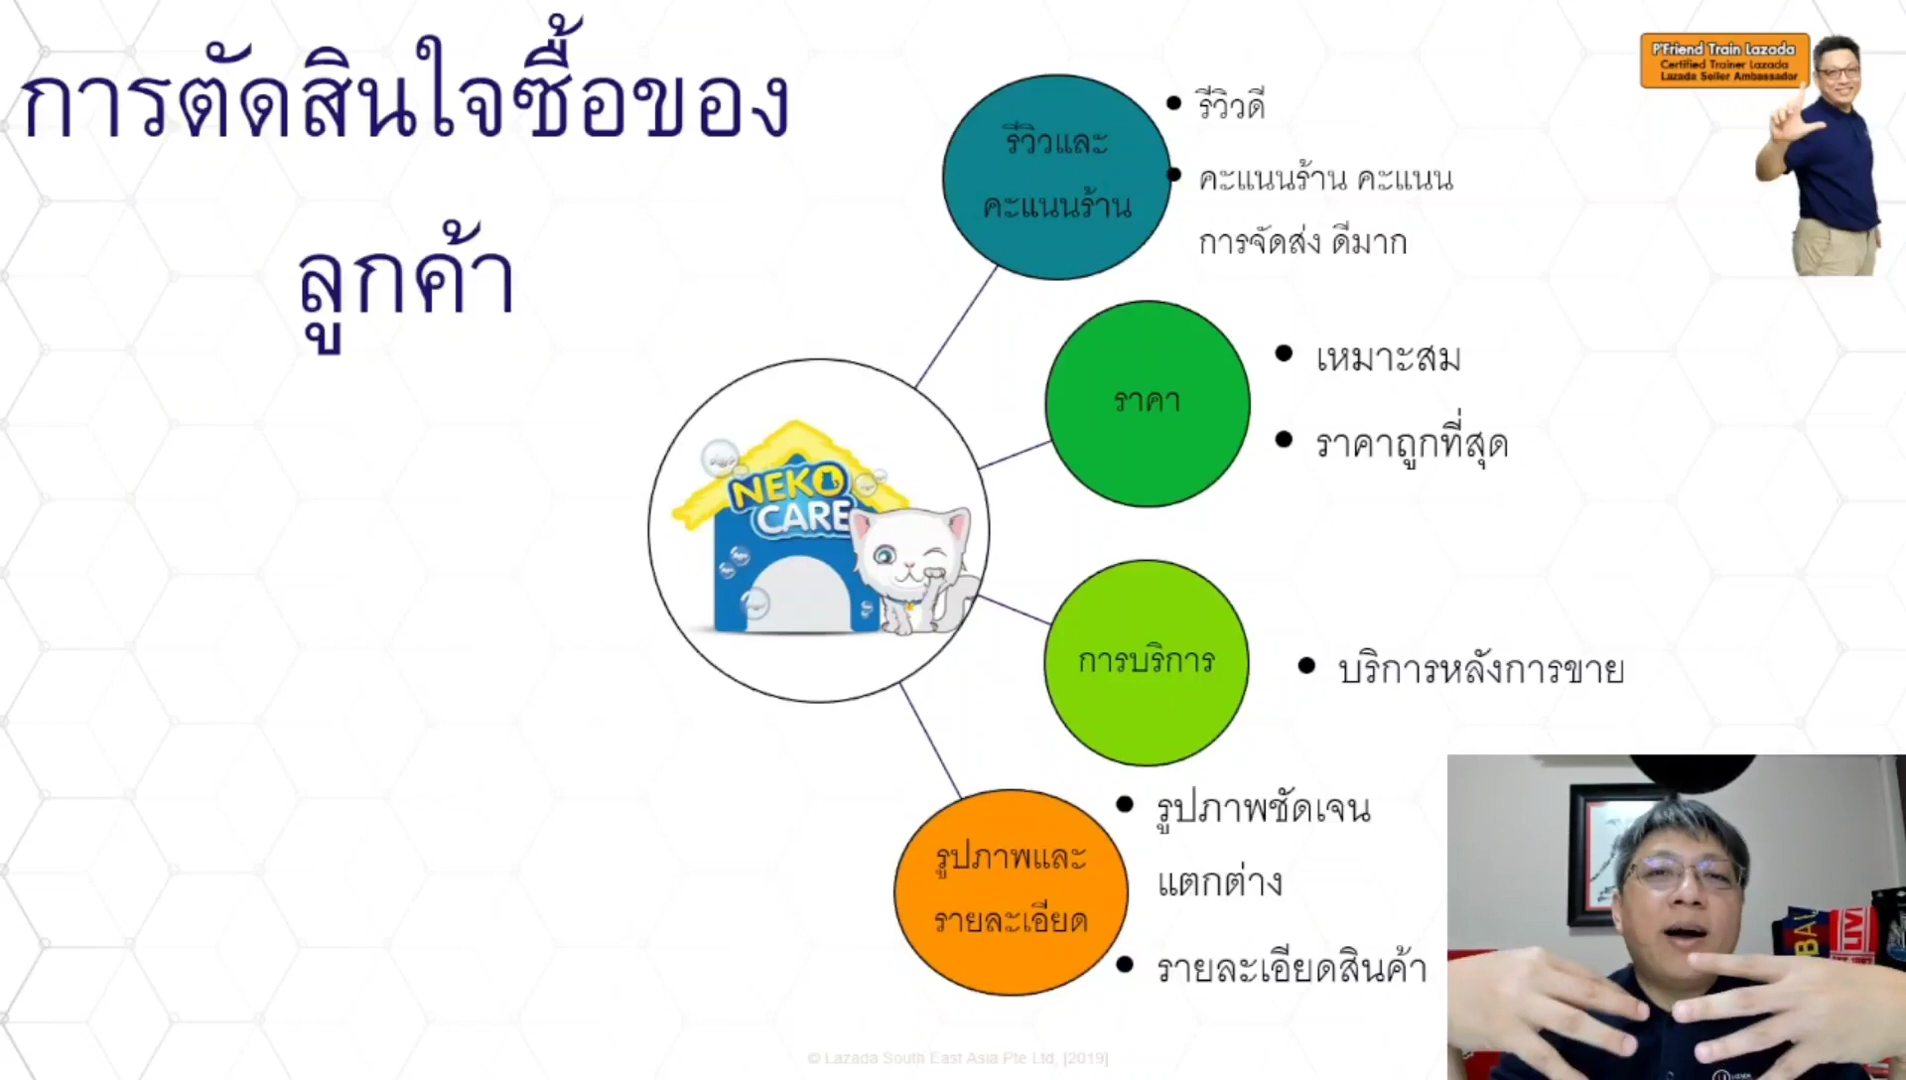 การตัดสินใจซื้อของ
ลูกค้า
P'Friend Train Lazada
Certified Trainer Lazada
Lazada Seller Ambassador
รีวิวและ
คะแนนร้าน
รีวิวดี
คะแนนร้าน คะแนน
การจัดส่ง ดีมาก
ราคา
เหมาะสม
ราคาถูกที่สุด
NEKO
CARE
การบริการ
บริการหลังการขาย
รูปภาพและ
รายละเอียด
รูปภาพชัดเจน
แตกต่าง
รายละเอียดสินค้า
© Lazada South East Asia Pte Ltd, [2019]